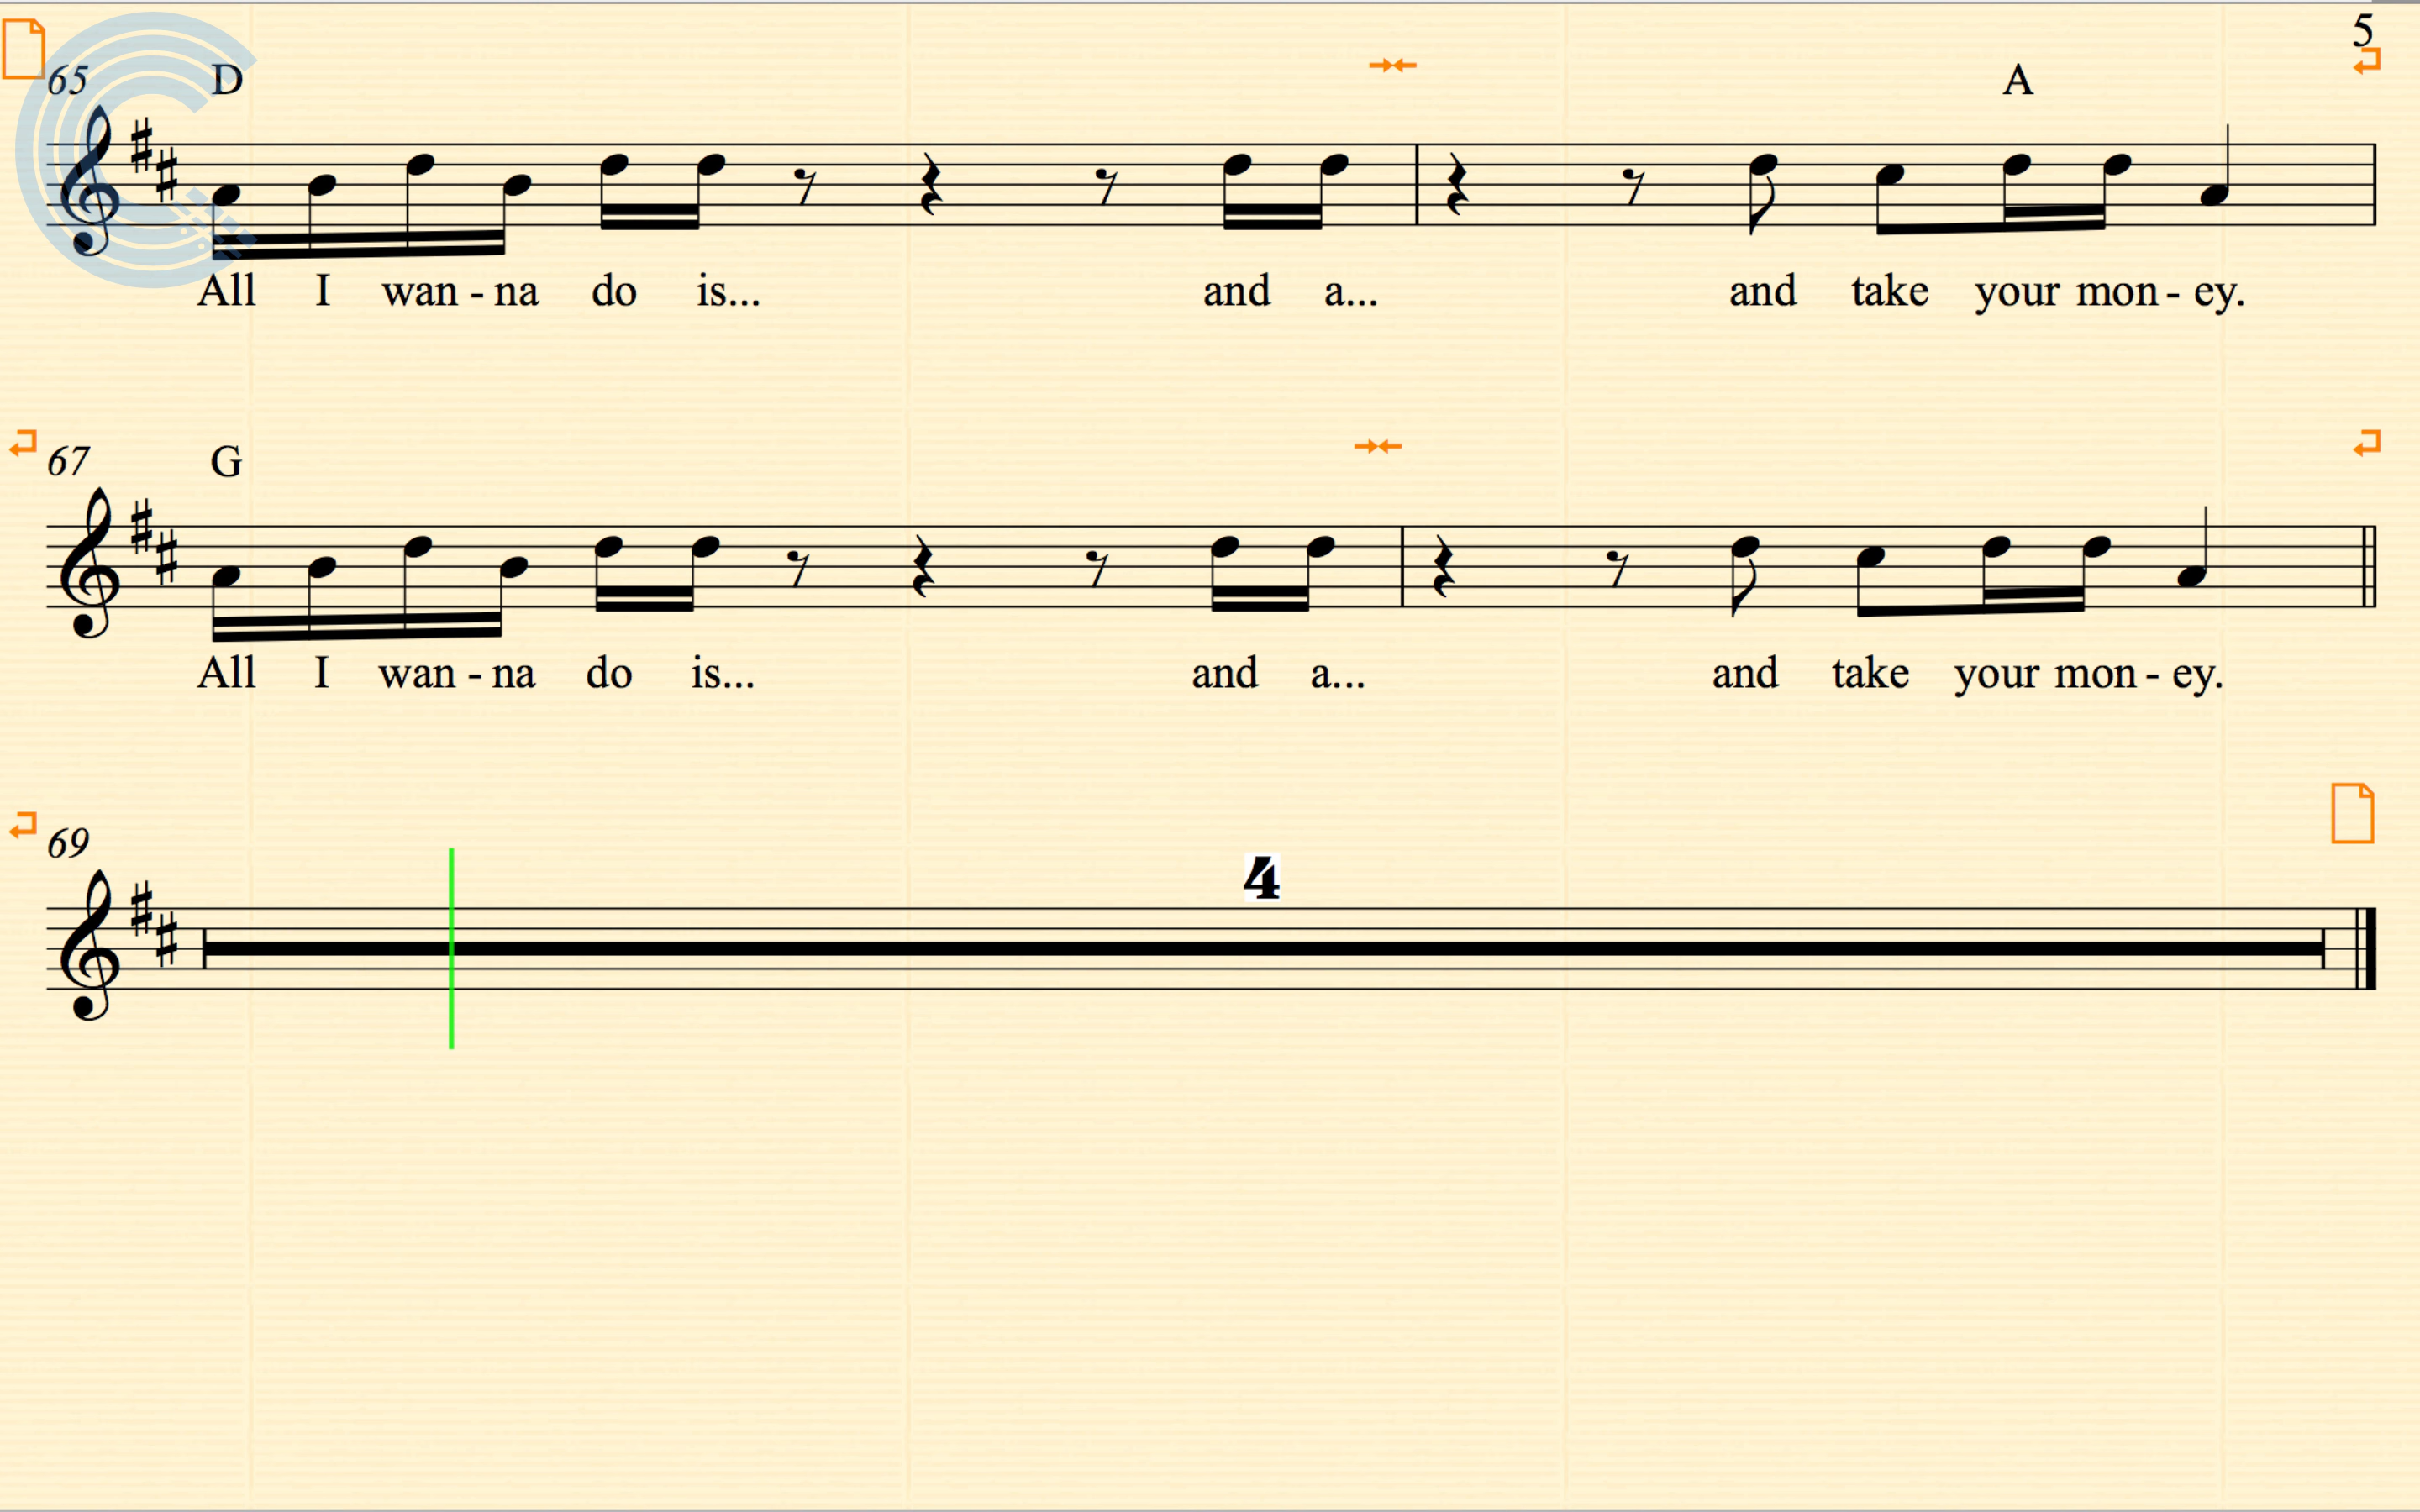 5
65 D A
All I wan - na do is... and a... and take your mon - ey.
67 G
All I wan - na do is... and a... and take your mon - ey.
69 4